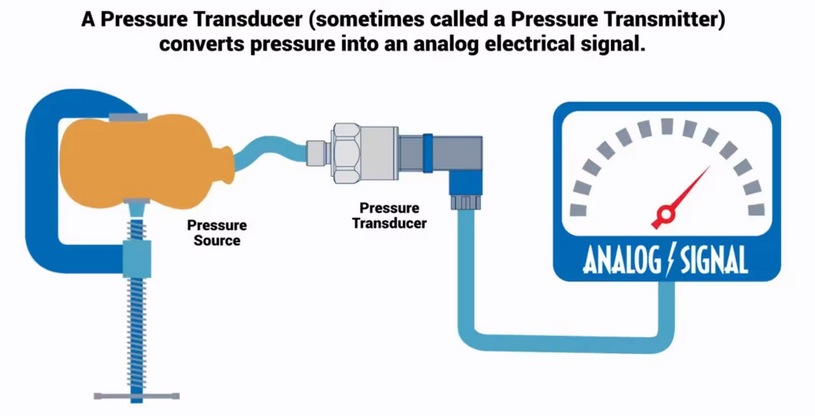 A Pressure Transducer (sometimes called a Pressure Transmitter)
converts pressure into an analog electrical signal.
Pressure
Source
Pressure
Transducer
ANALOG SIGNAL